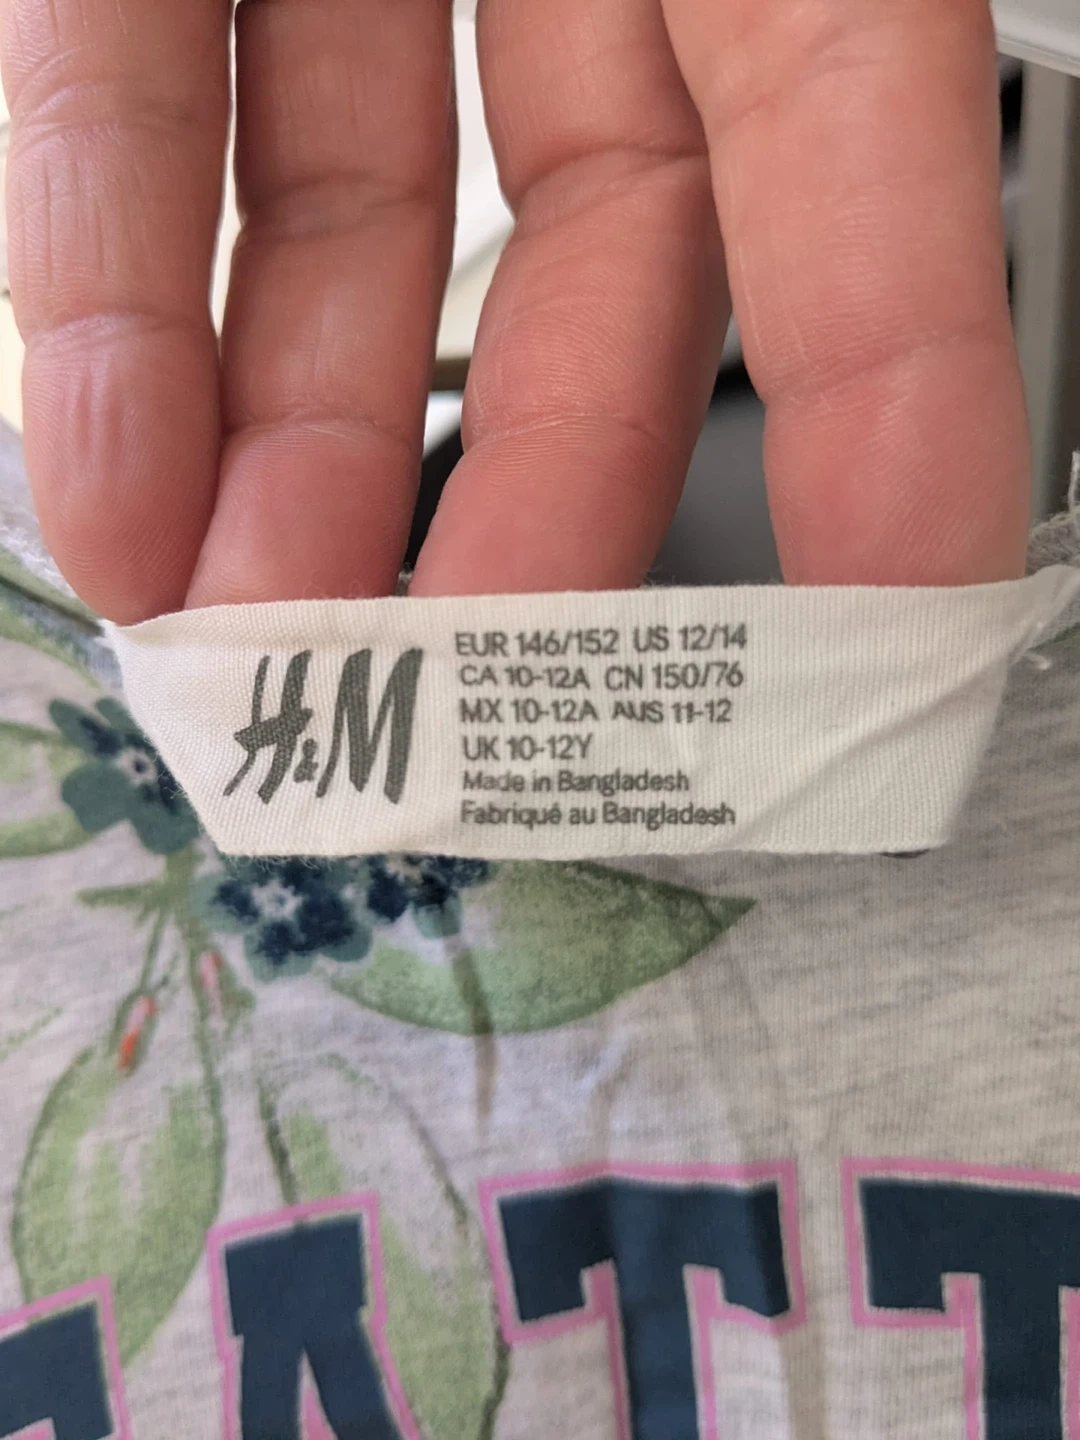 H&M
EUR 146/152 US 12/14
CA 10-12A CN 150/76
MX 10-12A AUS 11-12
UK 10-12Y
Made in Bangladesh
Fabriqué au Bangladesh
EATT